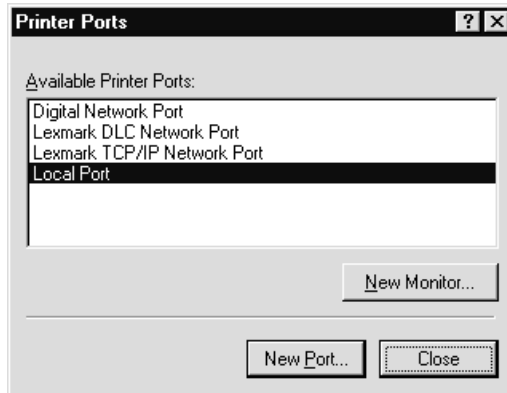 Printer Ports ? ×
Available Printer Ports:
Digital Network Port
Lexmark DLC Network Port
Lexmark TCP/IP Network Port
Local Port
New Monitor...
New Port... Close